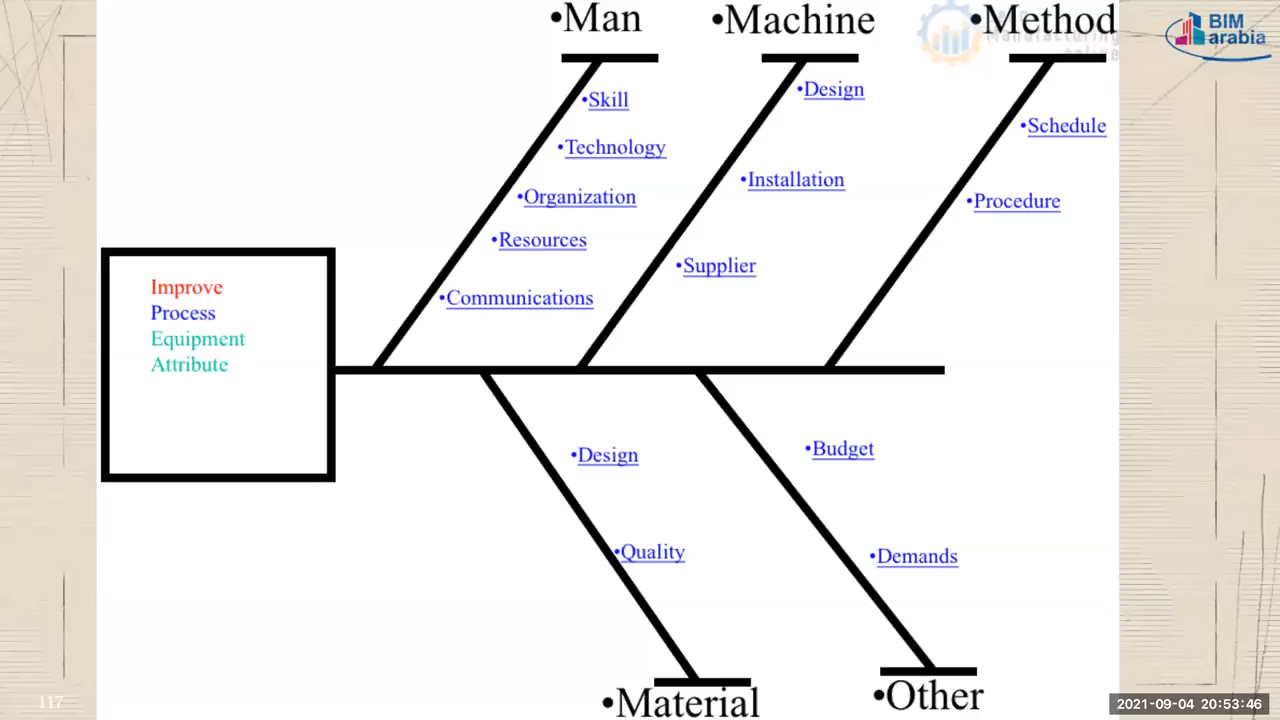 •Man
•Machine
•Method
BIM
arabia
Manufacturing
•Skill
•Technology
•Organization
•Resources
•Communications
•Design
•Installation
•Supplier
•Schedule
•Procedure
Improve
Process
Equipment
Attribute
•Design
•Quality
•Budget
•Demands
•Material
•Other
117
2021-09-04 20:53:46